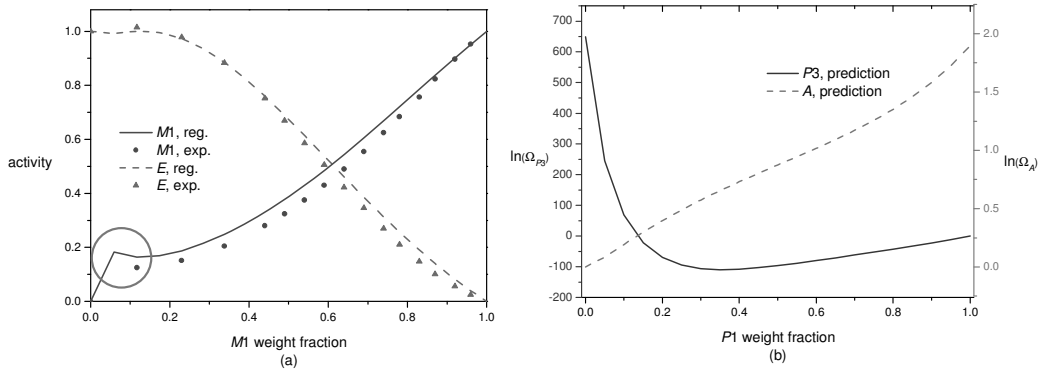 1.0
0.8
0.6
0.4
0.2
0.0
activity
M1, reg.
M1, exp.
E, reg.
E, exp.
0.0 0.2 0.4 0.6 0.8 1.0
M1 weight fraction
(a)
700
600
500
400
300
200
100
0
-100
-200
ln(Ω_P3)
P3, prediction
A, prediction
2.0
1.5
1.0
0.5
0.0
ln(Ω_A)
0.0 0.2 0.4 0.6 0.8 1.0
P1 weight fraction
(b)